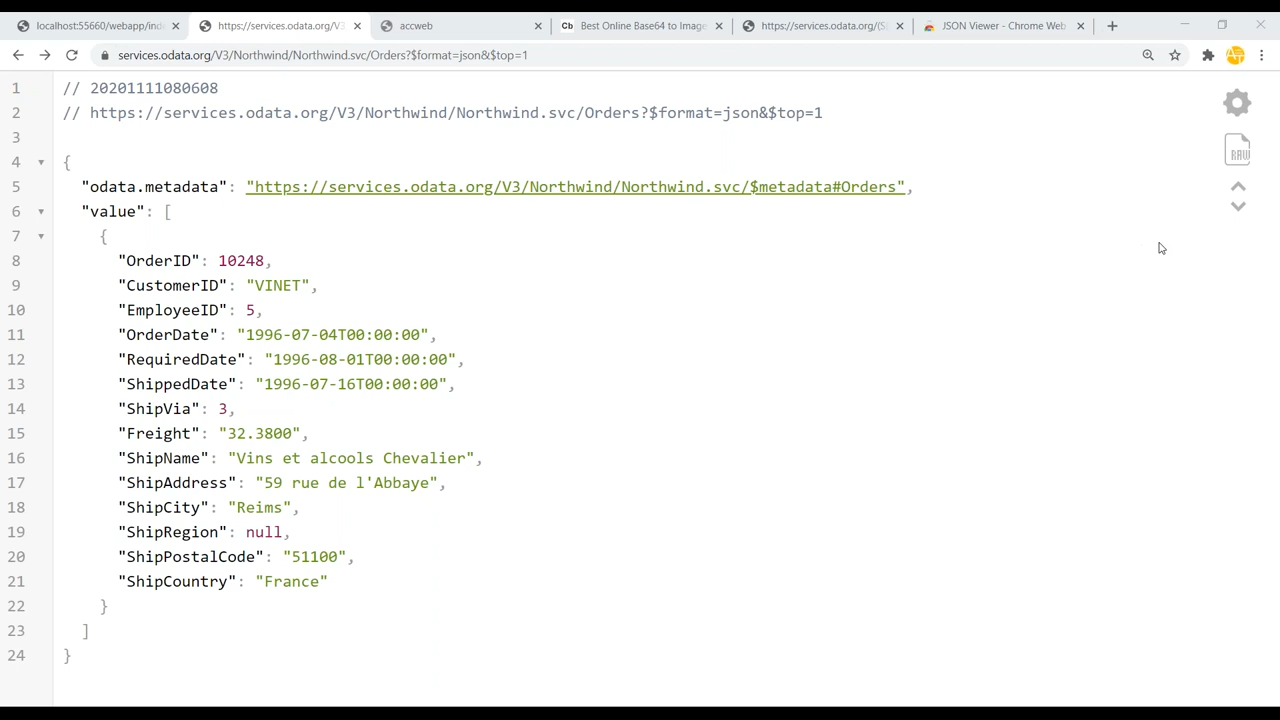 localhost:55660/webapp/inde
https://services.odata.org/V3
accweb
Cb Best Online Base64 to Image
https://services.odata.org/(S(
JSON Viewer - Chrome Web
services.odata.org/V3/Northwind/Northwind.svc/Orders?$format=json&$top=1
1 // 20201111080608
2 // https://services.odata.org/V3/Northwind/Northwind.svc/Orders?$format=json&$top=1
3
4 {
5 "odata.metadata": "https://services.odata.org/V3/Northwind/Northwind.svc/$metadata#Orders",
6 "value": [
7 {
8 "OrderID": 10248,
9 "CustomerID": "VINET",
10 "EmployeeID": 5,
11 "OrderDate": "1996-07-04T00:00:00",
12 "RequiredDate": "1996-08-01T00:00:00",
13 "ShippedDate": "1996-07-16T00:00:00",
14 "ShipVia": 3,
15 "Freight": "32.3800",
16 "ShipName": "Vins et alcools Chevalier",
17 "ShipAddress": "59 rue de l'Abbaye",
18 "ShipCity": "Reims",
19 "ShipRegion": null,
20 "ShipPostalCode": "51100",
21 "ShipCountry": "France"
22 }
23 ]
24 }
RAW